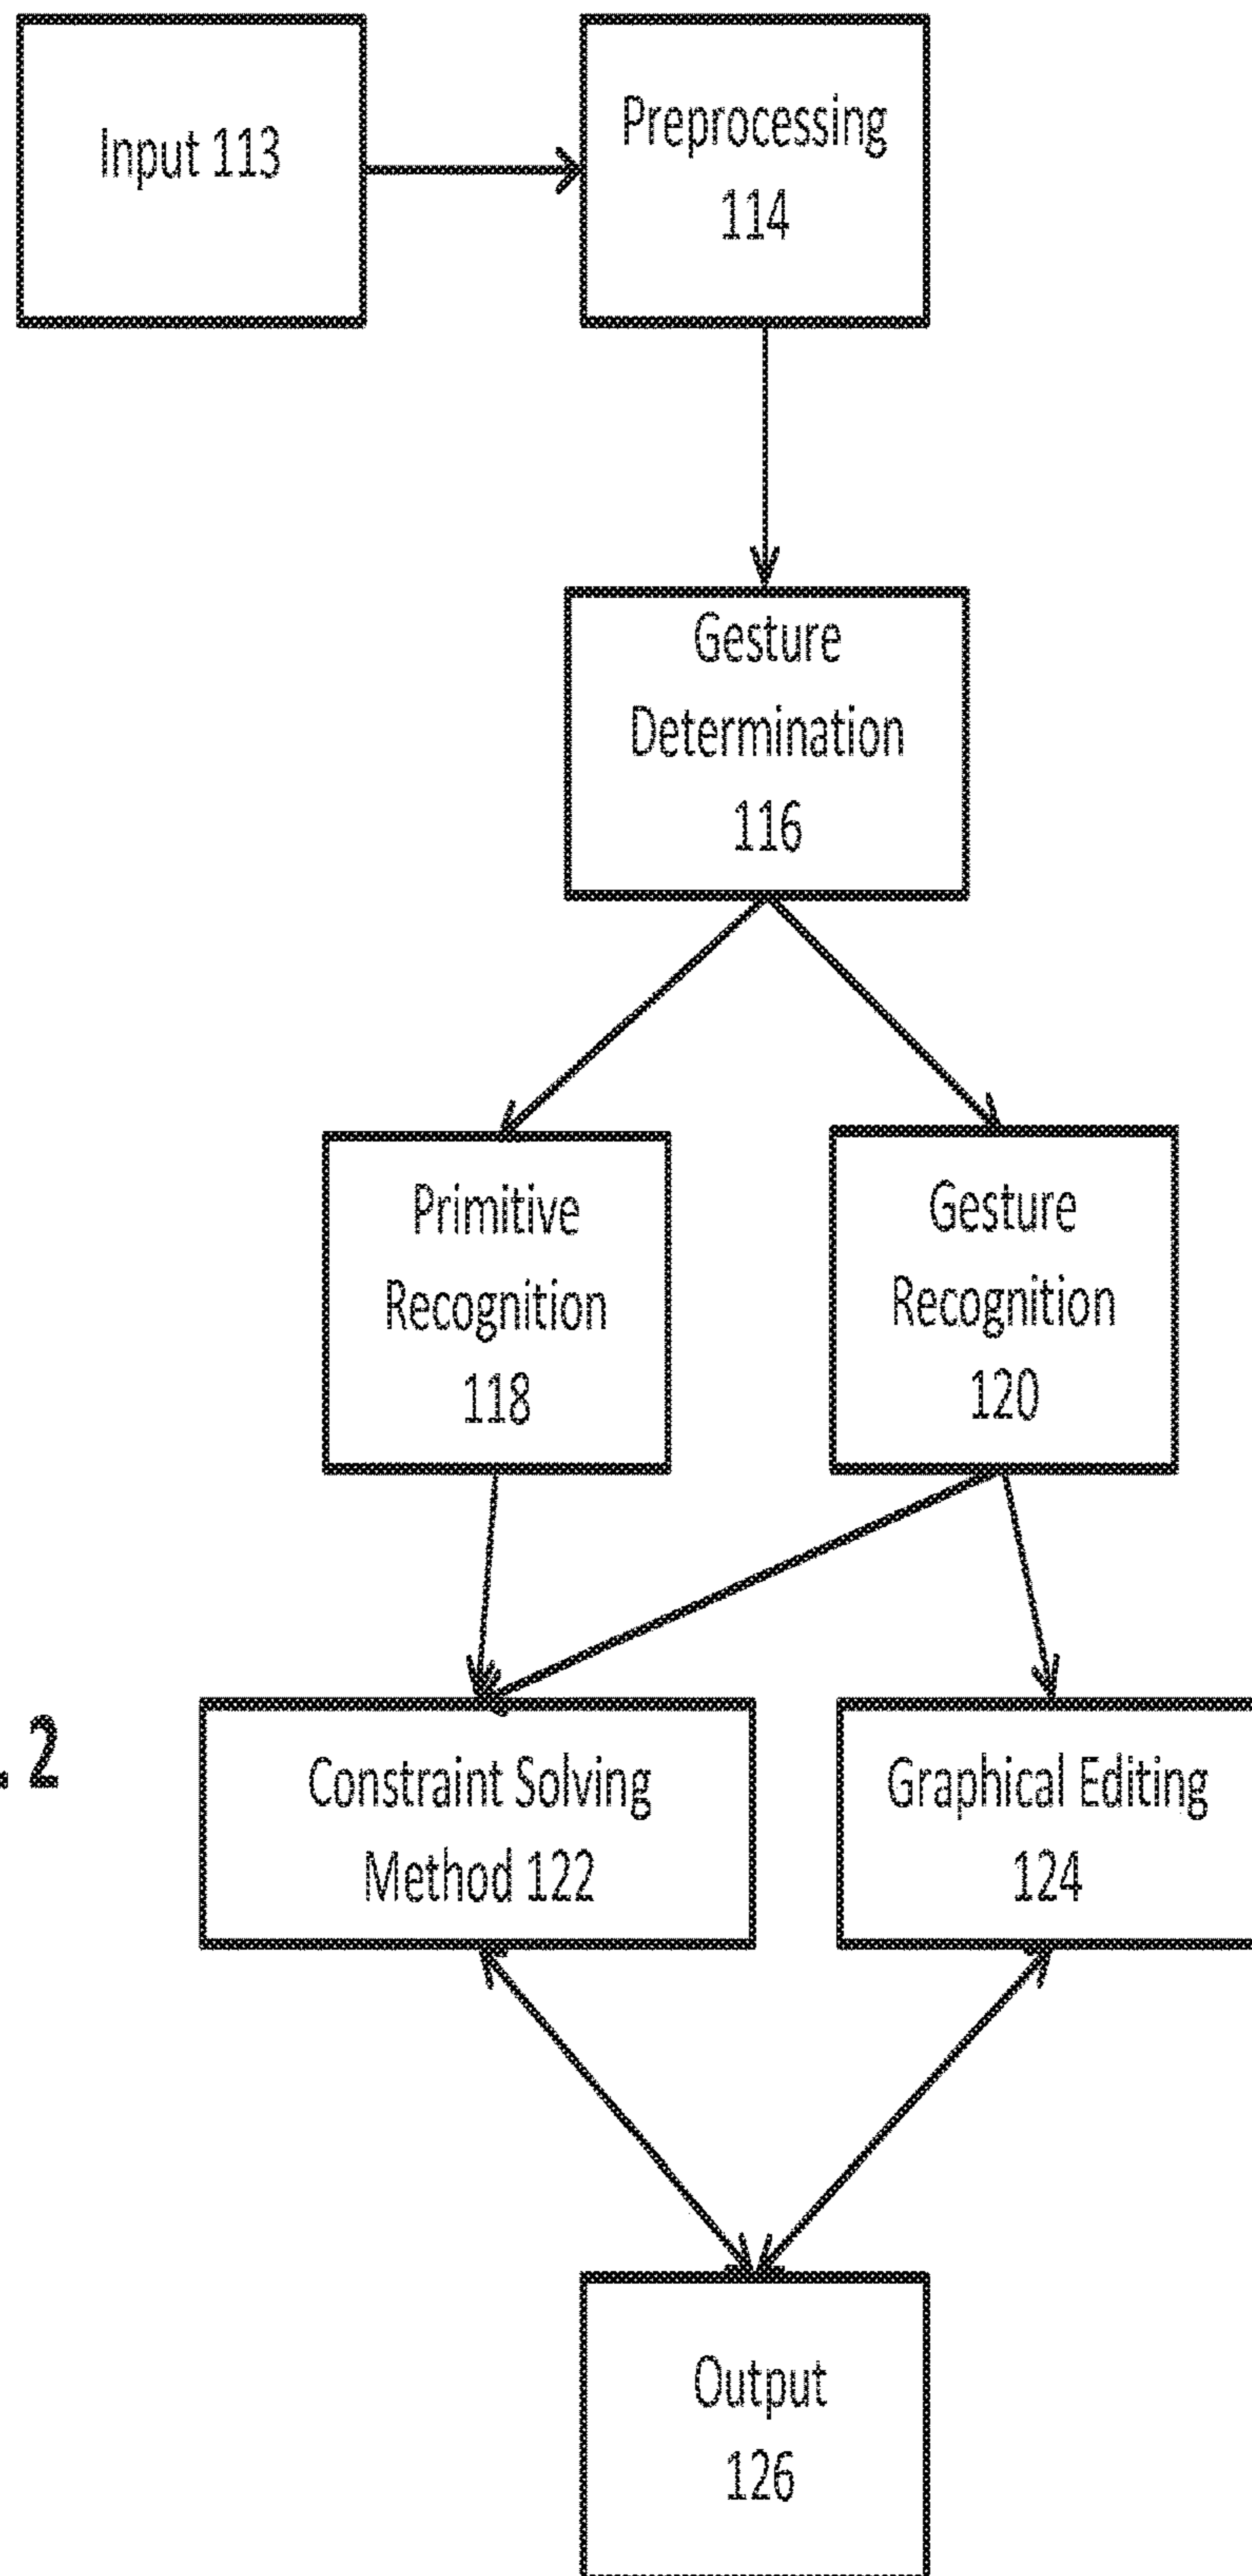 Input 113
Preprocessing
114
Gesture
Determination
116
Primitive
Recognition
118
Gesture
Recognition
120
. 2
Constraint Solving
Method 122
Graphical Editing
124
Output
126